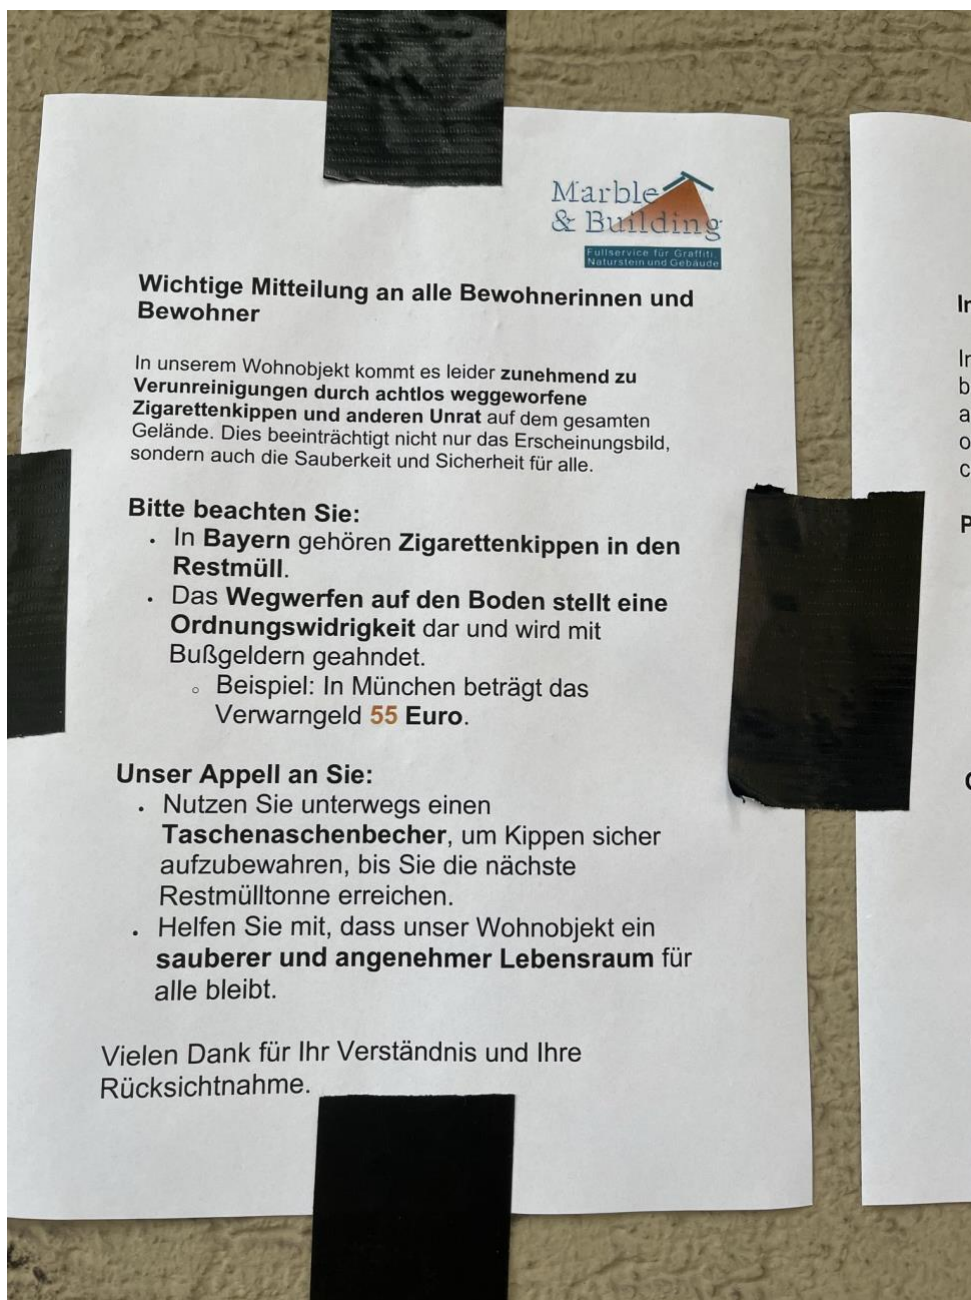 Marble
& Building
Fullservice für Graffiti,
Naturstein und Gebäude
Wichtige Mitteilung an alle Bewohnerinnen und
Bewohner
In unserem Wohnobjekt kommt es leider zunehmend zu
Verunreinigungen durch achtlos weggeworfene
Zigarettenkippen und anderen Unrat auf dem gesamten
Gelände. Dies beeinträchtigt nicht nur das Erscheinungsbild,
sondern auch die Sauberkeit und Sicherheit für alle.
Bitte beachten Sie:
• In Bayern gehören Zigarettenkippen in den
Restmüll.
• Das Wegwerfen auf den Boden stellt eine
Ordnungswidrigkeit dar und wird mit
Bußgeldern geahndet.
◦ Beispiel: In München beträgt das
Verwarngeld 55 Euro.
Unser Appell an Sie:
• Nutzen Sie unterwegs einen
Taschenaschenbecher, um Kippen sicher
aufzubewahren, bis Sie die nächste
Restmülltonne erreichen.
• Helfen Sie mit, dass unser Wohnobjekt ein
sauberer und angenehmer Lebensraum für
alle bleibt.
Vielen Dank für Ihr Verständnis und Ihre
Rücksichtnahme.